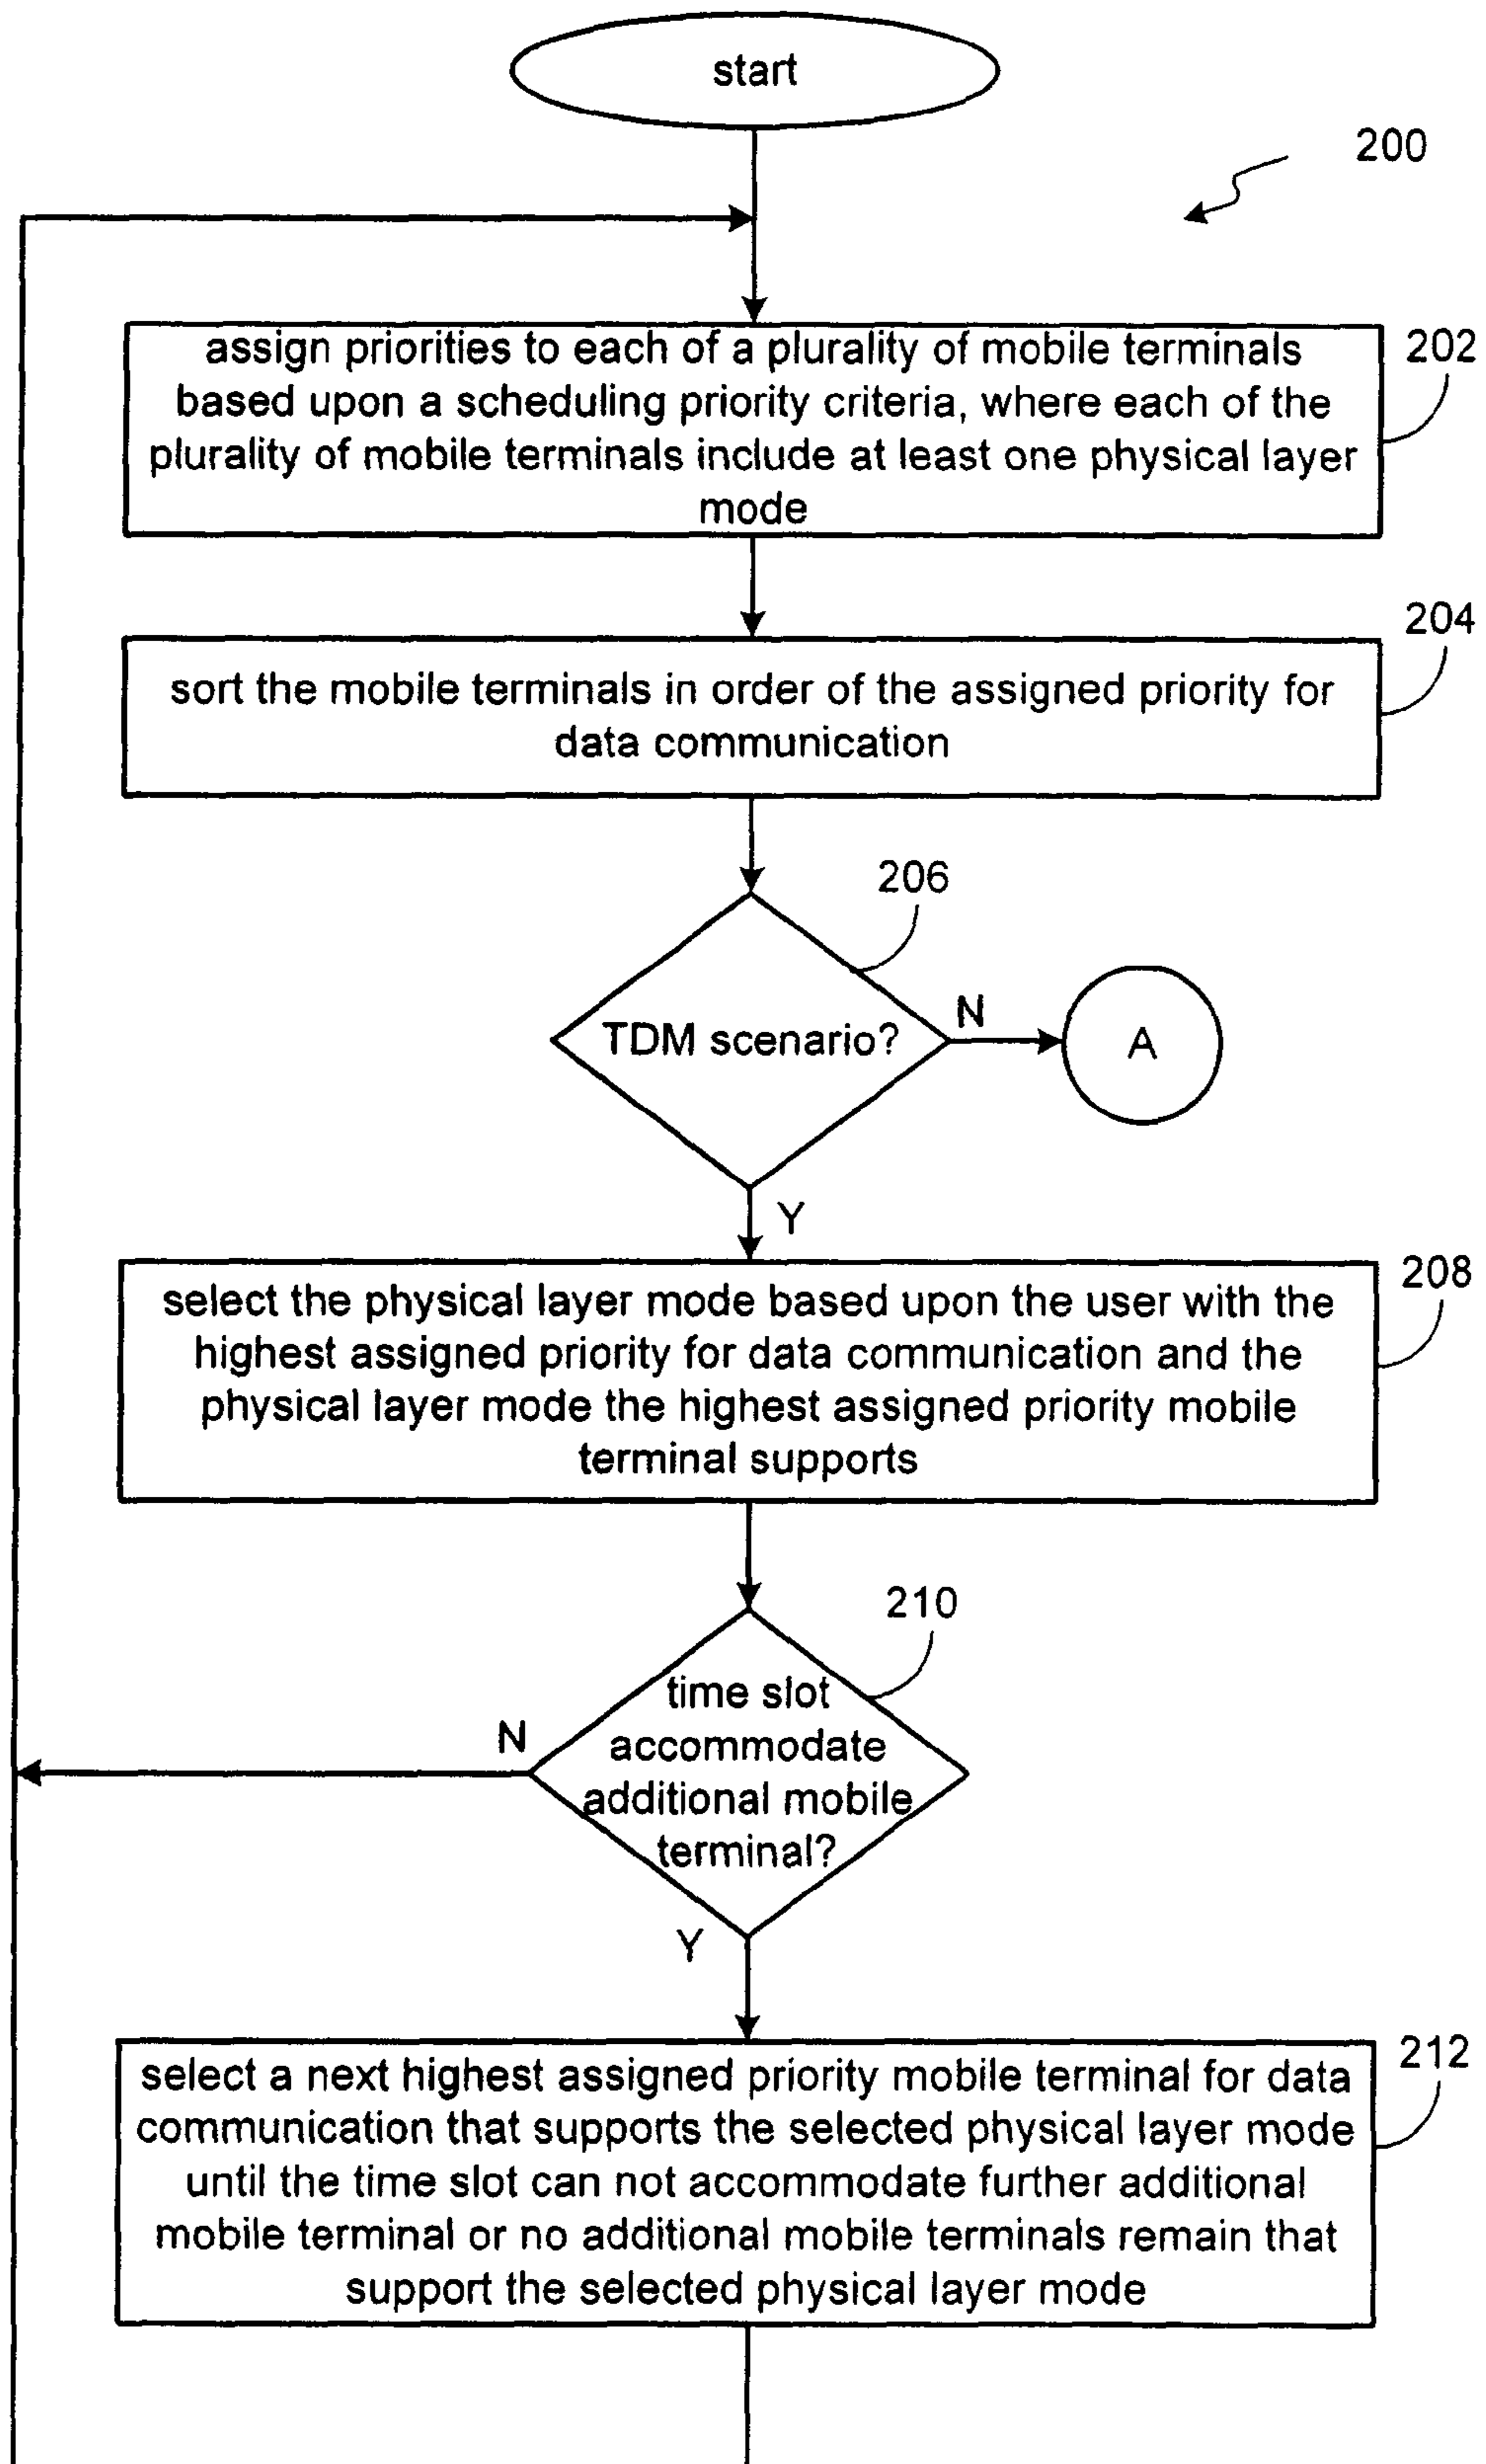 start
200
assign priorities to each of a plurality of mobile terminals
based upon a scheduling priority criteria, where each of the
plurality of mobile terminals include at least one physical layer
mode
202
sort the mobile terminals in order of the assigned priority for
data communication
204
206
TDM scenario?
N
A
Y
select the physical layer mode based upon the user with the
highest assigned priority for data communication and the
physical layer mode the highest assigned priority mobile
terminal supports
208
210
time slot
accommodate
additional mobile
terminal?
N
Y
select a next highest assigned priority mobile terminal for data
communication that supports the selected physical layer mode
until the time slot can not accommodate further additional
mobile terminal or no additional mobile terminals remain that
support the selected physical layer mode
212